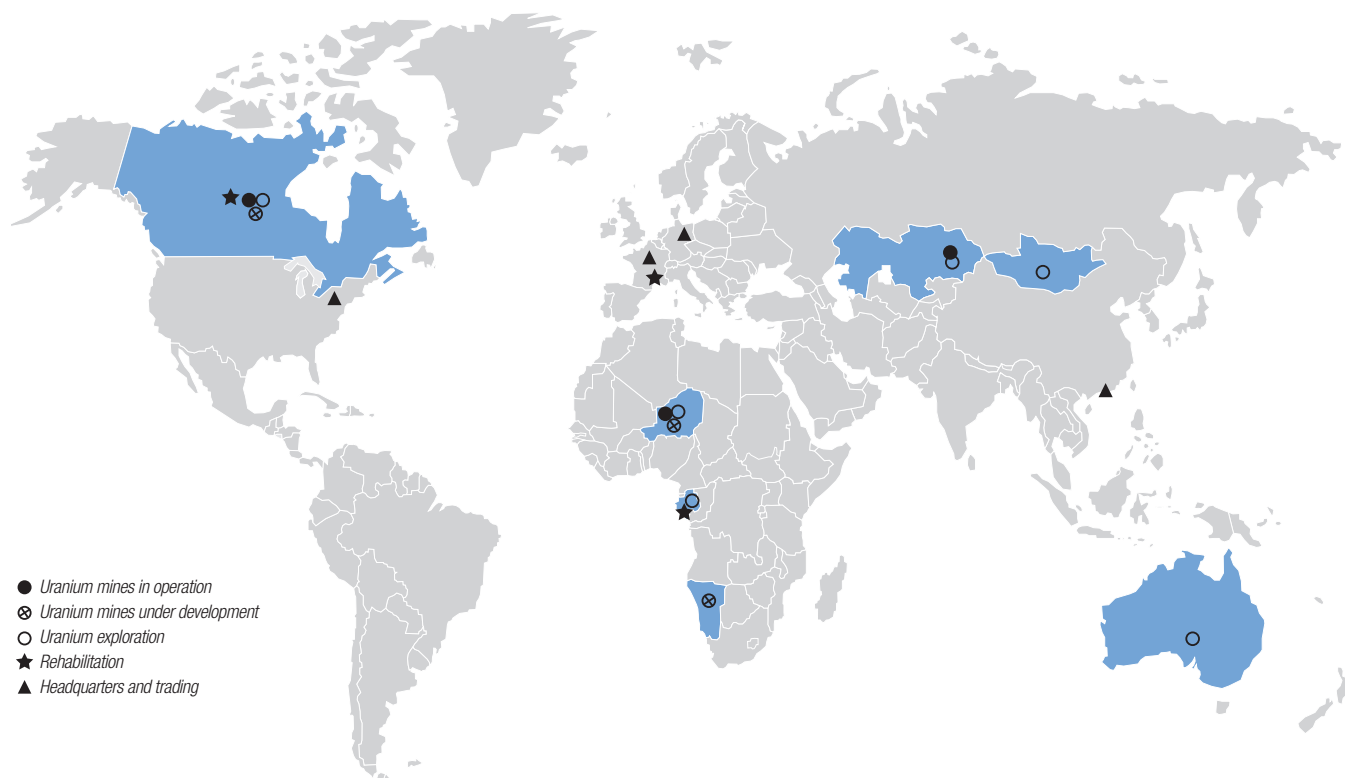 Uranium mines in operation
Uranium mines under development
Uranium exploration
Rehabilitation
Headquarters and trading